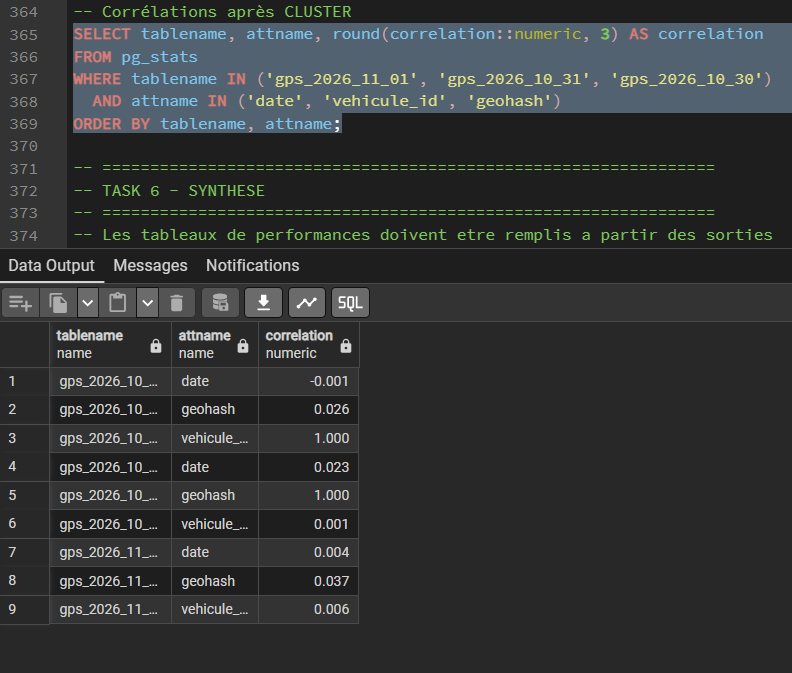 364 -- Corrélations après CLUSTER
365 SELECT tablename, attname, round(correlation::numeric, 3) AS correlation
366 FROM pg_stats
367 WHERE tablename IN ('gps_2026_11_01', 'gps_2026_10_31', 'gps_2026_10_30')
368 AND attname IN ('date', 'vehicule_id', 'geohash')
369 ORDER BY tablename, attname;
370
371 -- ================================================================
372 -- TASK 6 - SYNTHESE
373 -- ================================================================
374 -- Les tableaux de performances doivent etre remplis a partir des sorties
Data Output Messages Notifications
SQL
tablename attname correlation
name name numeric
1 gps_2026_10_... date -0.001
2 gps_2026_10_... geohash 0.026
3 gps_2026_10_... vehicule_... 1.000
4 gps_2026_10_... date 0.023
5 gps_2026_10_... geohash 1.000
6 gps_2026_10_... vehicule_... 0.001
7 gps_2026_11_... date 0.004
8 gps_2026_11_... geohash 0.037
9 gps_2026_11_... vehicule_... 0.006